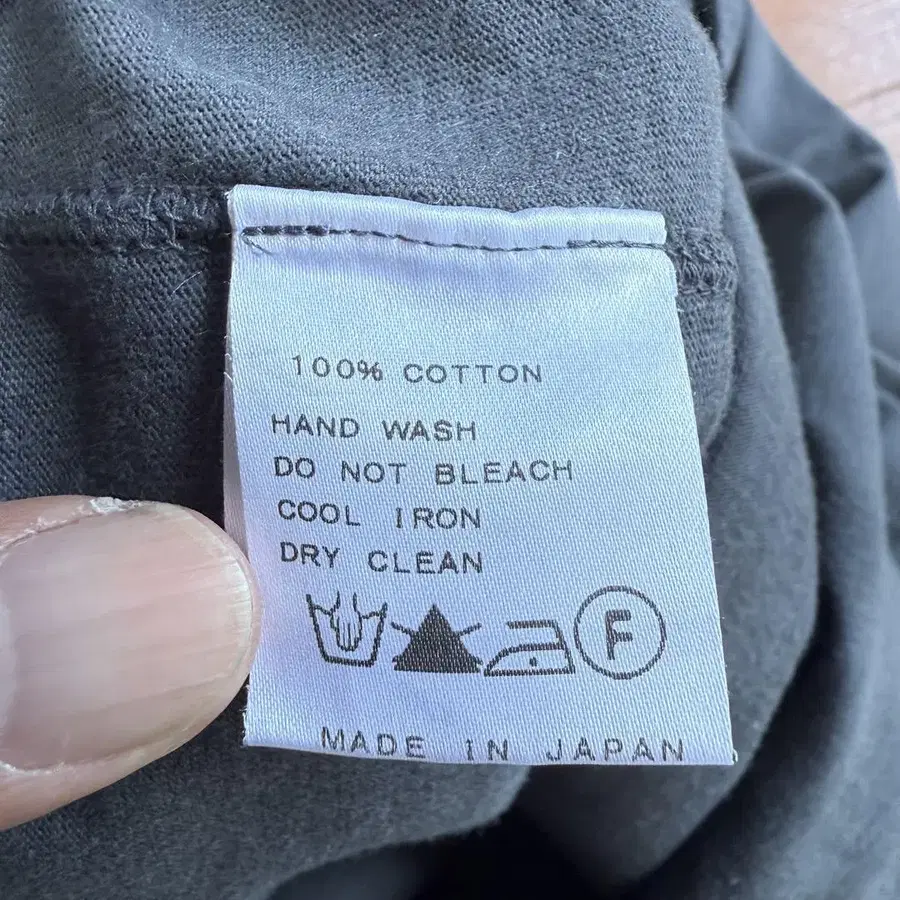 100% COTTON
HAND WASH
DO NOT BLEACH
COOL IRON
DRY CLEAN
F
MADE IN JAPAN